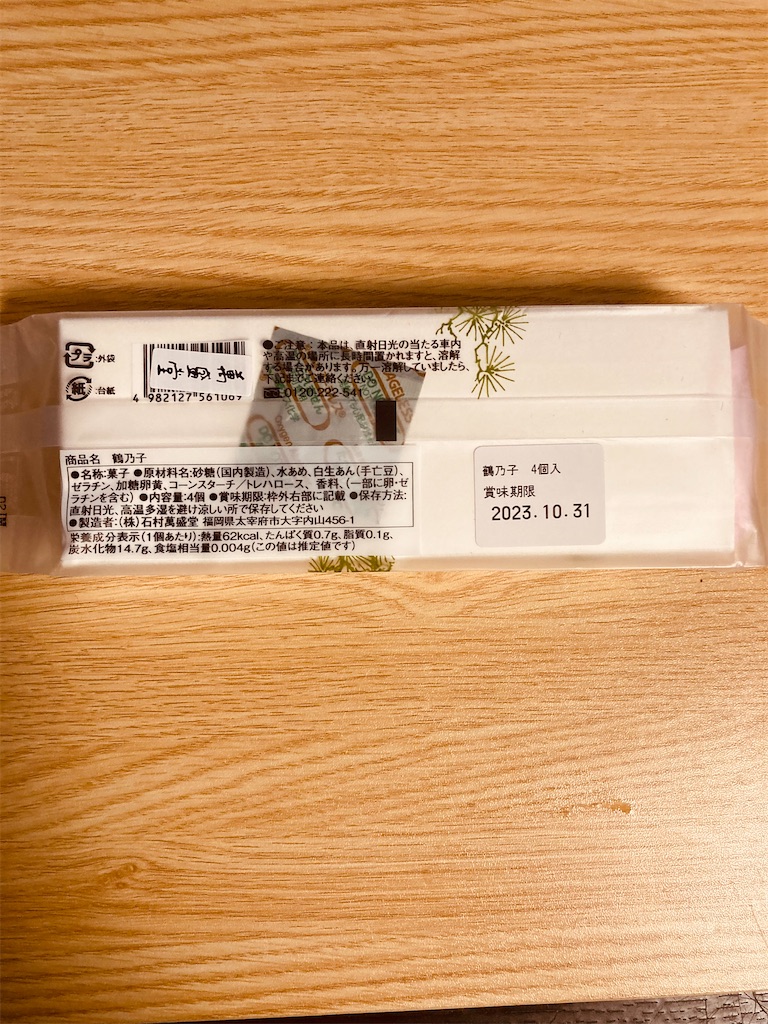 プラ
:外袋
紙
:台紙
4 982127 561069
●ご注意:本品は、直射日光の当たる車内
や高温の場所に長時間置かれますと、溶解
する場合があります。万一溶解していましたら、
下記までご連絡ください。
0120-222-541
AGELESS
商品名 鶴乃子
●名称:菓子 ●原材料名:砂糖(国内製造)、水あめ、白生あん(手亡豆)、
ゼラチン、加糖卵黄、コーンスターチ/トレハロース、香料、(一部に卵・ゼ
ラチンを含む) ●内容量:4個 ●賞味期限:枠外右部に記載 ●保存方法:
直射日光、高温多湿を避け涼しい所で保存してください
●製造者:(株)石村萬盛堂 福岡県太宰府市大字内山456-1
栄養成分表示(1個あたり):熱量62kcal、たんぱく質0.7g、脂質0.1g、
炭水化物14.7g、食塩相当量0.004g(この値は推定値です)
鶴乃子 4個入
賞味期限
2023.10.31